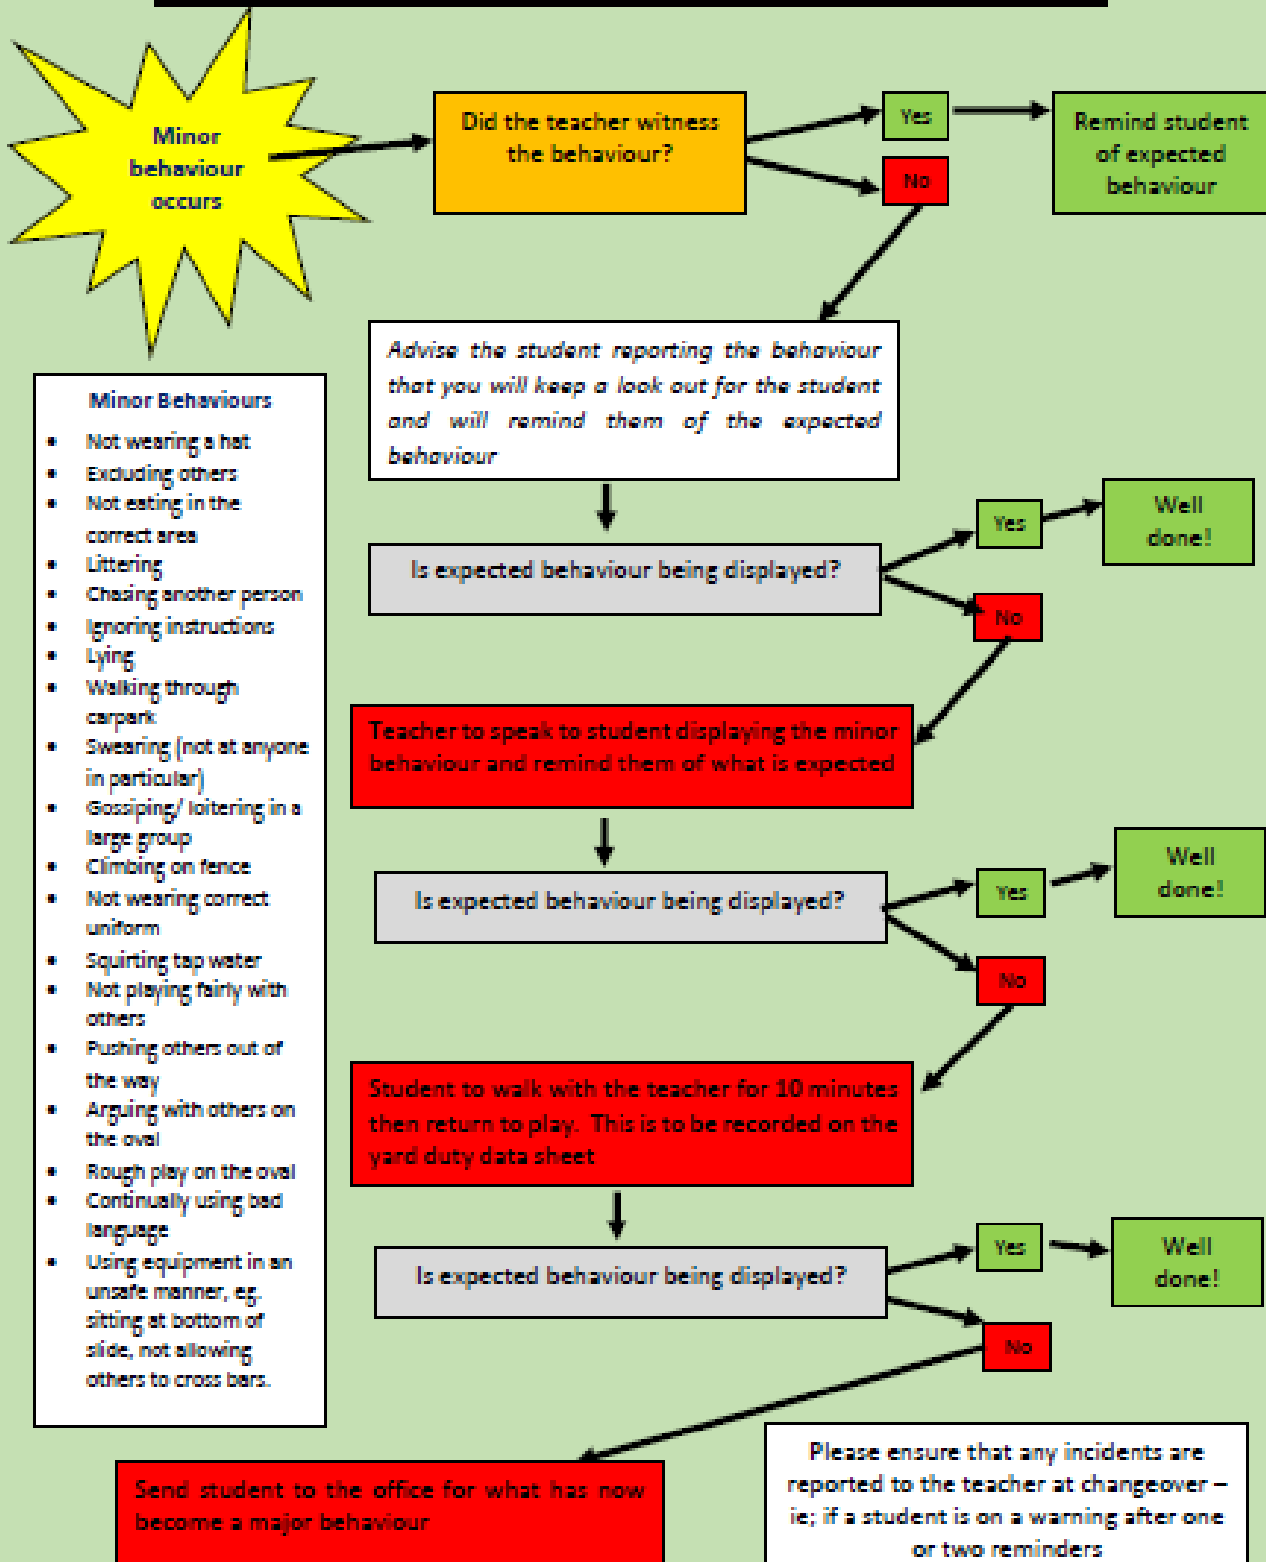 Minor
behaviour
occurs
Did the teacher witness
the behaviour?
Yes
No
Remind student
of expected
behaviour
Advise the student reporting the behaviour
that you will keep a look out for the student
and will remind them of the expected
behaviour
Minor Behaviours
• Not wearing a hat
• Excluding others
• Not eating in the
correct area
• Littering
• Chasing another person
• Ignoring instructions
• Lying
• Walking through
carpark
• Swearing (not at anyone
in particular)
• Gossiping/ loitering in a
large group
• Climbing on fence
• Not wearing correct
uniform
• Squirting tap water
• Not playing fairly with
others
• Pushing others out of
the way
• Arguing with others on
the oval
• Rough play on the oval
• Continually using bad
language
• Using equipment in an
unsafe manner, eg.
sitting at bottom of
slide, not allowing
others to cross bars.
Is expected behaviour being displayed?
Yes
Well
done!
No
Teacher to speak to student displaying the minor
behaviour and remind them of what is expected
Is expected behaviour being displayed?
Yes
Well
done!
No
Student to walk with the teacher for 10 minutes
then return to play. This is to be recorded on the
yard duty data sheet
Is expected behaviour being displayed?
Yes
Well
done!
No
Send student to the office for what has now
become a major behaviour
Please ensure that any incidents are
reported to the teacher at changeover –
ie; if a student is on a warning after one
or two reminders